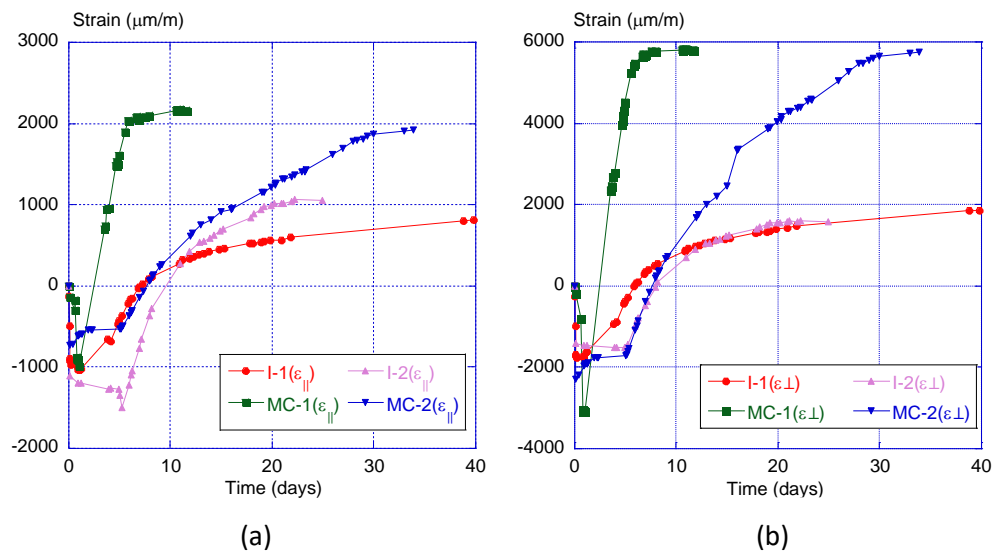 Strain (µm/m)
3000
2000
1000
0
-1000
-2000
0 10 20 30 40
Time (days)
I-1(ε||) I-2(ε||)
MC-1(ε||) MC-2(ε||)
(a)
Strain (µm/m)
6000
4000
2000
0
-2000
-4000
0 10 20 30 40
Time (days)
I-1(ε⊥) I-2(ε⊥)
MC-1(ε⊥) MC-2(ε⊥)
(b)